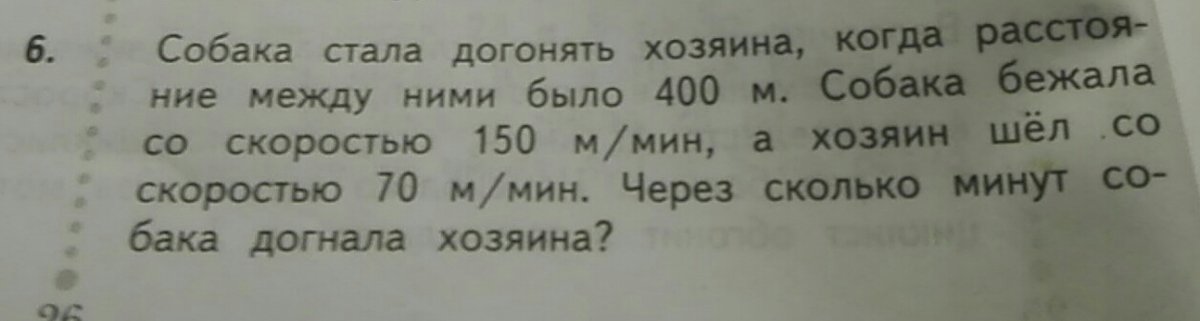 6. Собака стала догонять хозяина, когда расстоя-
ние между ними было 400 м. Собака бежала
со скоростью 150 м/мин, а хозяин шёл со
скоростью 70 м/мин. Через сколько минут со-
бака догнала хозяина?